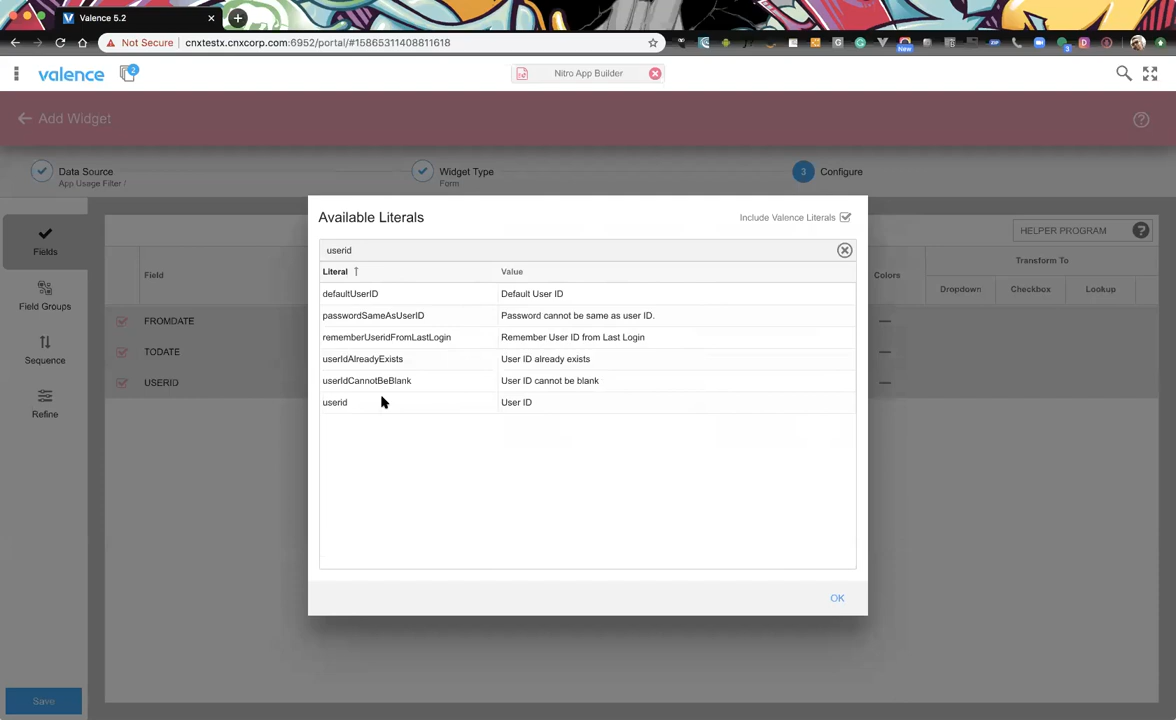 Valence 5.2
Not Secure
cnxtestx.cnxcorp.com:6952/portal/#15865311408811618
New
3
valence
2
Nitro App Builder
Add Widget
Data Source
App Usage Filter /
Widget Type
Form
3
Configure
Fields
Field Groups
Sequence
Refine
Save
HELPER PROGRAM
?
Field
Colors
Transform To
Dropdown
Checkbox
Lookup
FROMDATE
TODATE
USERID
Available Literals
Include Valence Literals
userid
Literal
Value
defaultUserID
Default User ID
passwordSameAsUserID
Password cannot be same as user ID.
rememberUseridFromLastLogin
Remember User ID from Last Login
userIdAlreadyExists
User ID already exists
userIdCannotBeBlank
User ID cannot be blank
userid
User ID
OK